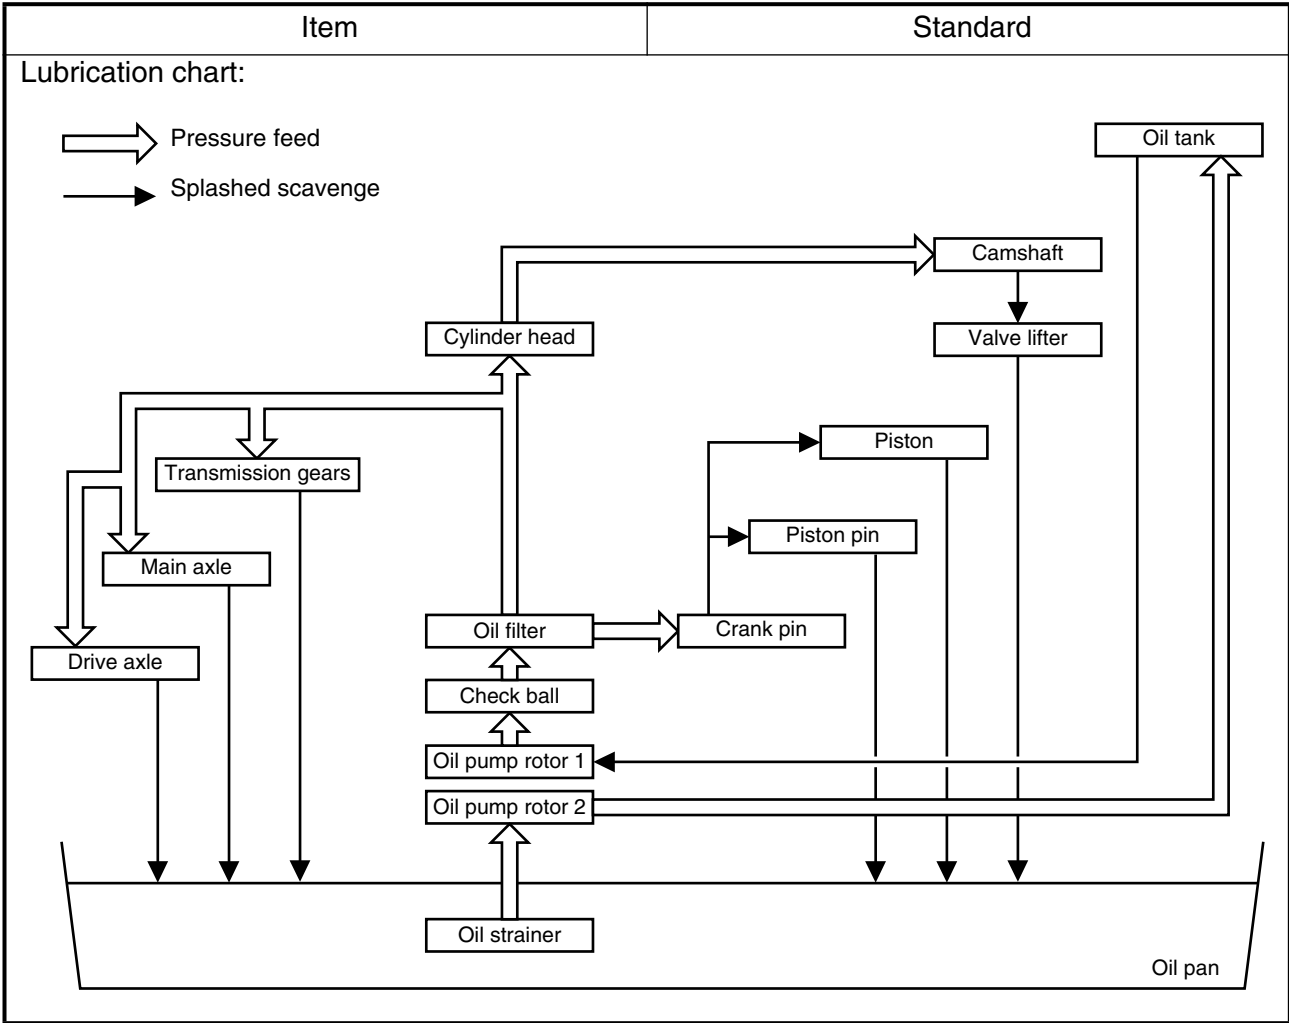 Item
Standard
Lubrication chart:
Pressure feed
Splashed scavenge
Oil tank
Camshaft
Cylinder head
Valve lifter
Piston
Transmission gears
Piston pin
Main axle
Oil filter
Crank pin
Drive axle
Check ball
Oil pump rotor 1
Oil pump rotor 2
Oil strainer
Oil pan